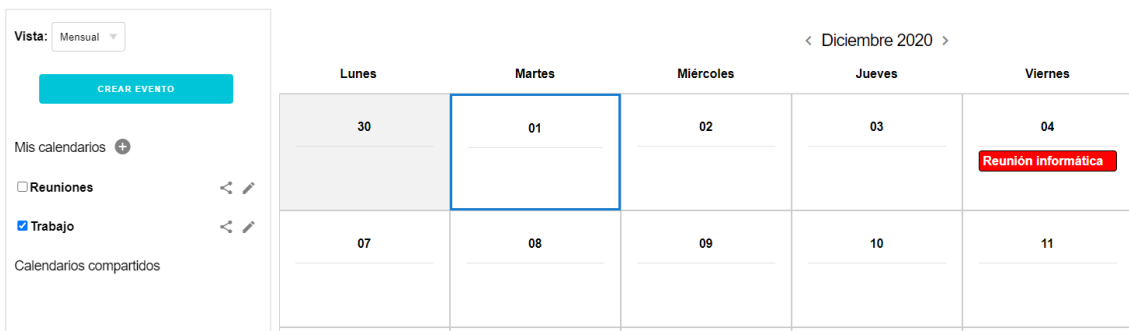 Vista: Mensual
CREAR EVENTO
Mis calendarios
Reuniones
Trabajo
Calendarios compartidos
< Diciembre 2020 >
Lunes Martes Miércoles Jueves Viernes
30 01 02 03 04
Reunión informática
07 08 09 10 11